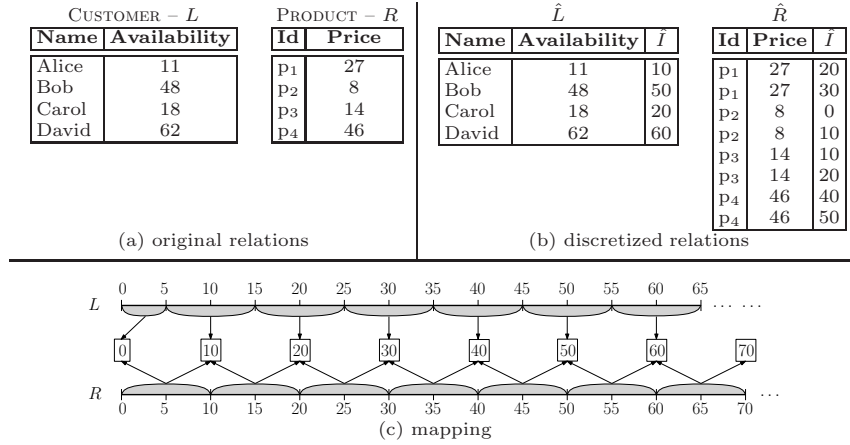 CUSTOMER – L
Name Availability
Alice 11
Bob 48
Carol 18
David 62
PRODUCT – R
Id Price
p1 27
p2 8
p3 14
p4 46
(a) original relations
L̂
Name Availability Î
Alice 11 10
Bob 48 50
Carol 18 20
David 62 60
R̂
Id Price Î
p1 27 20
p1 27 30
p2 8 0
p2 8 10
p3 14 10
p3 14 20
p4 46 40
p4 46 50
(b) discretized relations
0 5 10 15 20 25 30 35 40 45 50 55 60 65
L ... ...
0 10 20 30 40 50 60 70
R ...
0 5 10 15 20 25 30 35 40 45 50 55 60 65 70
(c) mapping